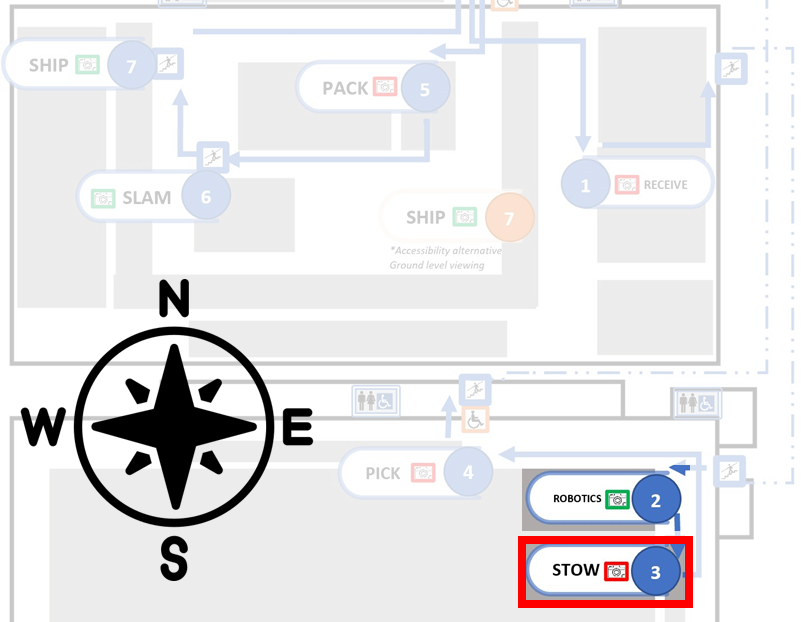 SHIP 7
PACK 5
1 RECEIVE
SLAM 6
SHIP 7
*Accessibility alternative
Ground level viewing
N
W E
S
PICK 4
ROBOTICS 2
STOW 3